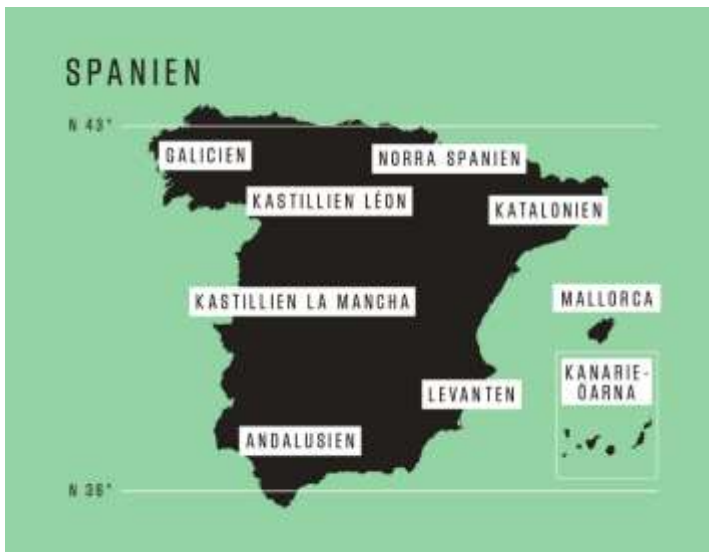 SPANIEN
N 43°
GALICIEN
NORRA SPANIEN
KASTILLIEN LÉON
KATALONIEN
KASTILLIEN LA MANCHA
MALLORCA
KANARIE-
ÖARNA
LEVANTEN
ANDALUSIEN
N 36°